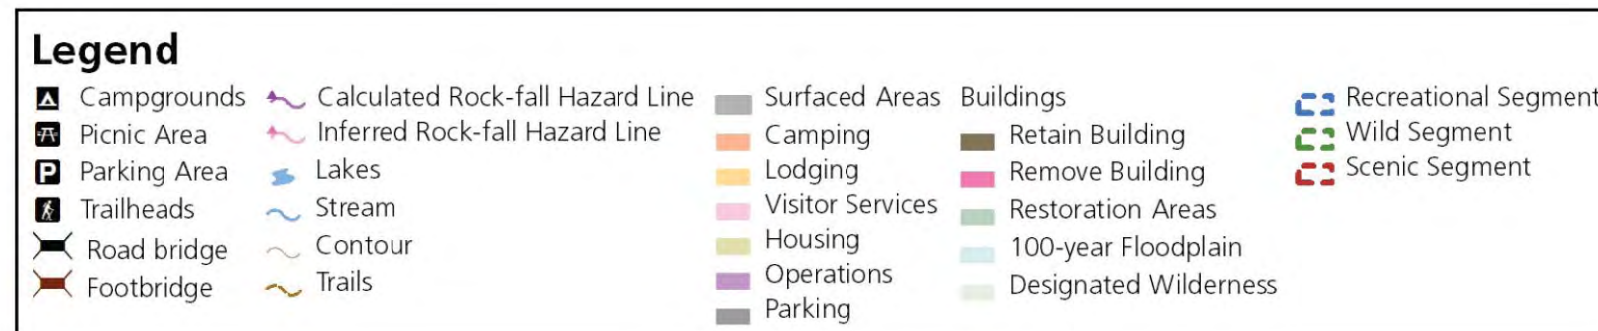 Legend
Campgrounds
Picnic Area
P Parking Area
Trailheads
Road bridge
Footbridge
Calculated Rock-fall Hazard Line
Inferred Rock-fall Hazard Line
Lakes
Stream
Contour
Trails
Surfaced Areas
Camping
Lodging
Visitor Services
Housing
Operations
Parking
Buildings
Retain Building
Remove Building
Restoration Areas
100-year Floodplain
Designated Wilderness
Recreational Segment
Wild Segment
Scenic Segment